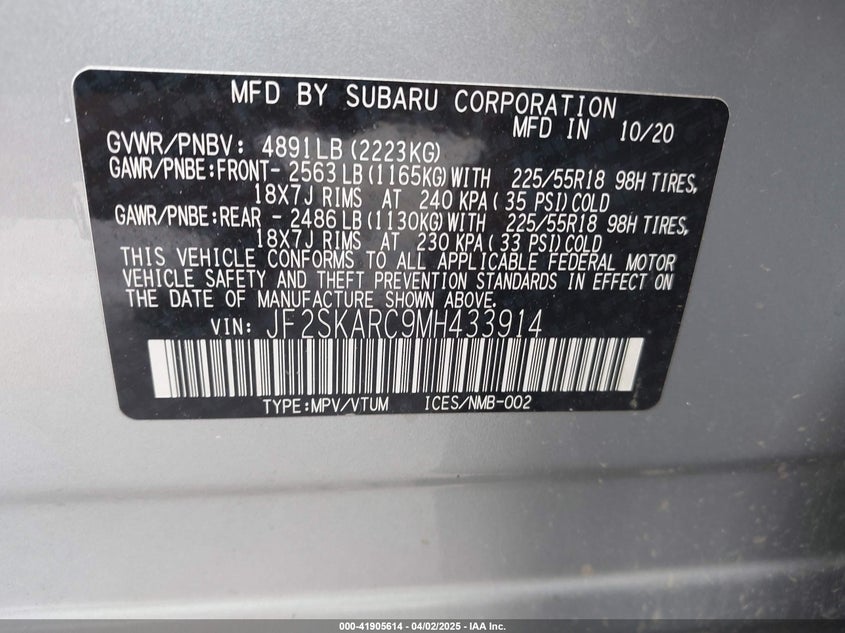 MFD BY SUBARU CORPORATION
MFD IN 10/20
GVWR/PNBV: 4891LB (2223KG)
GAWR/PNBE:FRONT- 2563 LB (1165KG) WITH 225/55R18 98H TIRES,
18X7J RIMS AT 240 KPA ( 35 PSI) COLD
GAWR/PNBE:REAR - 2486 LB (1130KG) WITH 225/55R18 98H TIRES,
18X7J RIMS AT 230 KPA ( 33 PSI) COLD
THIS VEHICLE CONFORMS TO ALL APPLICABLE FEDERAL MOTOR
VEHICLE SAFETY AND THEFT PREVENTION STANDARDS IN EFFECT ON
THE DATE OF MANUFACTURE SHOWN ABOVE.
VIN: JF2SKARC9MH433914
TYPE:MPV/VTUM ICES/NMB-002
000-41905614 | 04/02/2025 - IAA Inc.